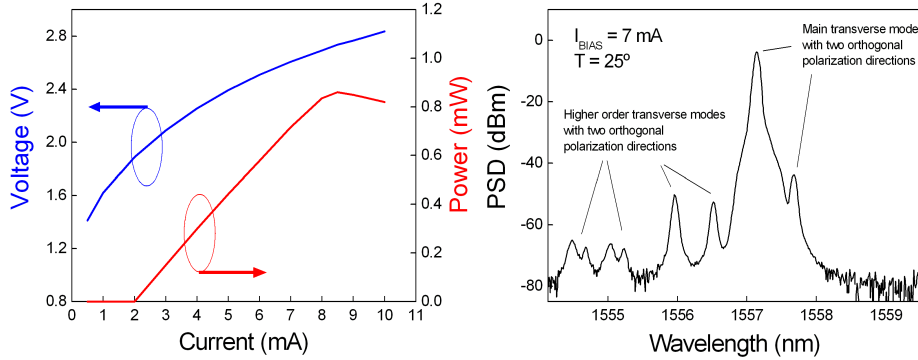 Voltage (V)
2.8
2.4
2.0
1.6
1.2
0.8
0 1 2 3 4 5 6 7 8 9 10 11
Current (mA)
1.2
1.0
0.8
0.6
0.4
0.2
0.0
Power (mW)
PSD (dBm)
0
-20
-40
-60
-80
I_BIAS = 7 mA
T = 25º
Main transverse mode
with two orthogonal
polarization directions
Higher order transverse modes
with two orthogonal
polarization directions
1555 1556 1557 1558 1559
Wavelength (nm)